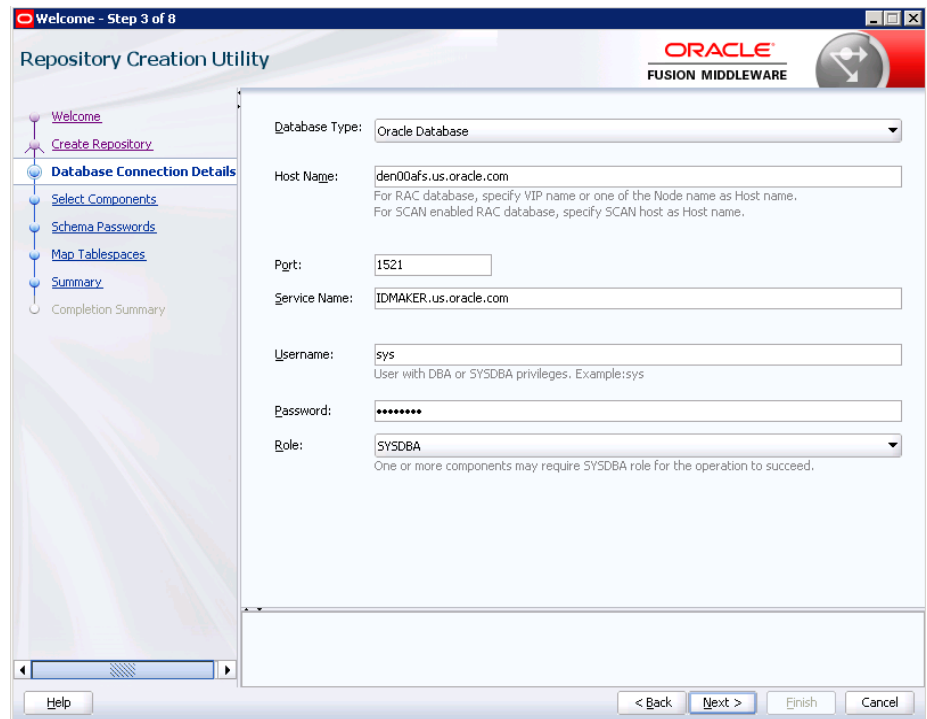 Welcome - Step 3 of 8
Repository Creation Utility
ORACLE
FUSION MIDDLEWARE
Welcome
Create Repository
Database Connection Details
Select Components
Schema Passwords
Map Tablespaces
Summary
Completion Summary
Database Type: Oracle Database
Host Name: den00afs.us.oracle.com
For RAC database, specify VIP name or one of the Node name as Host name.
For SCAN enabled RAC database, specify SCAN host as Host name.
Port: 1521
Service Name: IDMAKER.us.oracle.com
Username: sys
User with DBA or SYSDBA privileges. Example:sys
Password: ••••••••
Role: SYSDBA
One or more components may require SYSDBA role for the operation to succeed.
Help
< Back
Next >
Finish
Cancel